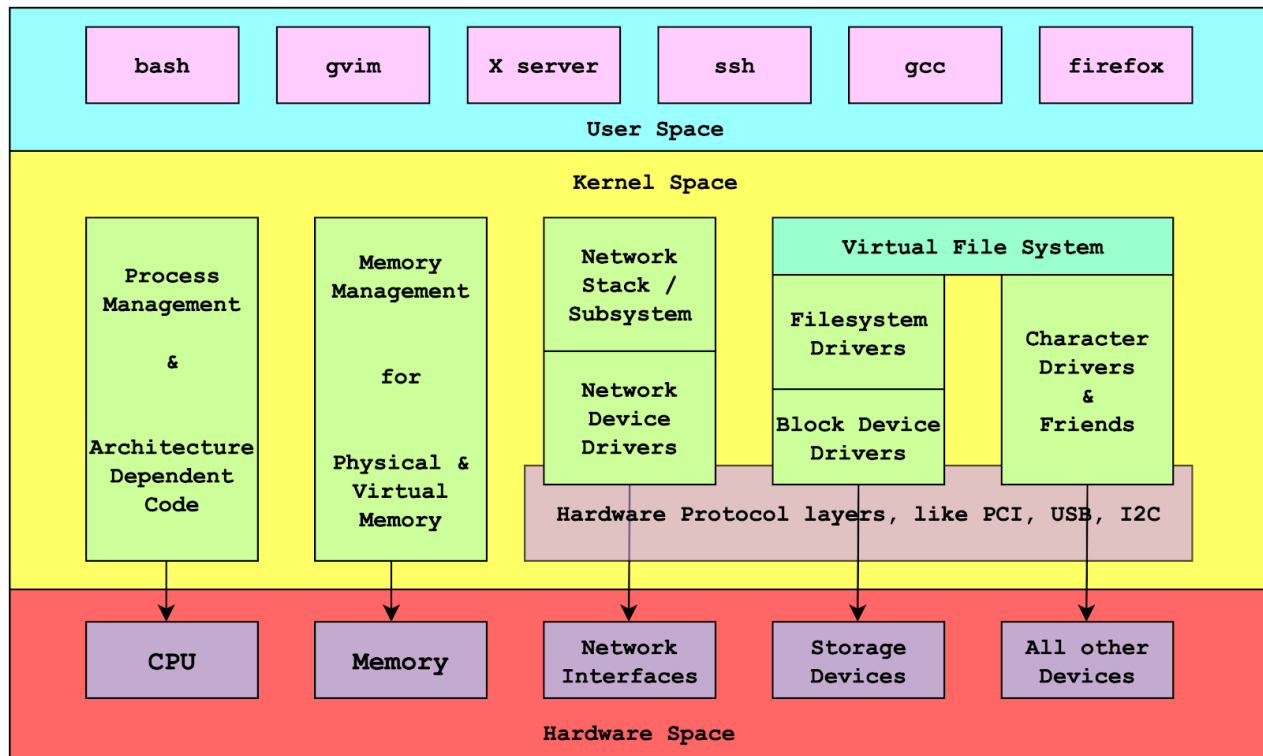 bash
gvim
X server
ssh
gcc
firefox
User Space
Kernel Space
Process
Management
&
Architecture
Dependent
Code
Memory
Management
for
Physical &
Virtual
Memory
Network
Stack /
Subsystem
Network
Device
Drivers
Virtual File System
Filesystem
Drivers
Block Device
Drivers
Character
Drivers
&
Friends
Hardware Protocol layers, like PCI, USB, I2C
CPU
Memory
Network
Interfaces
Storage
Devices
All other
Devices
Hardware Space